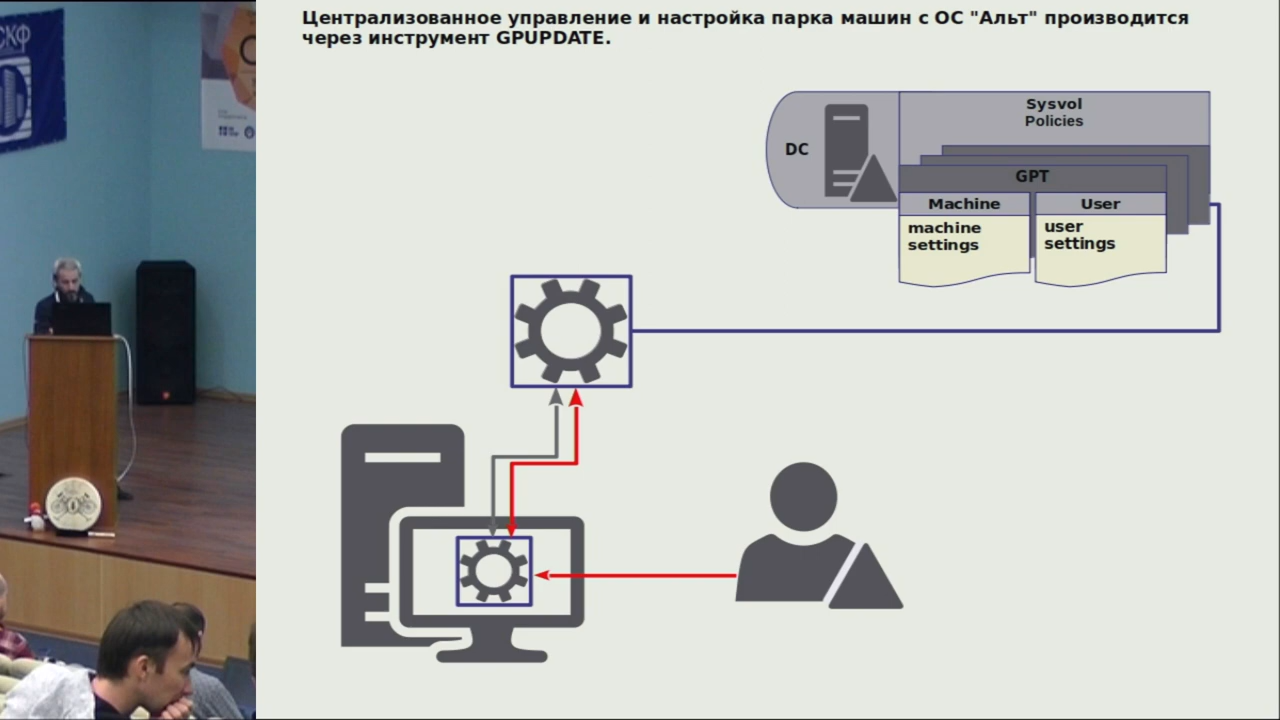 Централизованное управление и настройка парка машин с ОС "Альт" производится
через инструмент GPUPDATE.
Sysvol
Policies
DC
GPT
Machine
User
machine
settings
user
settings
СКФ